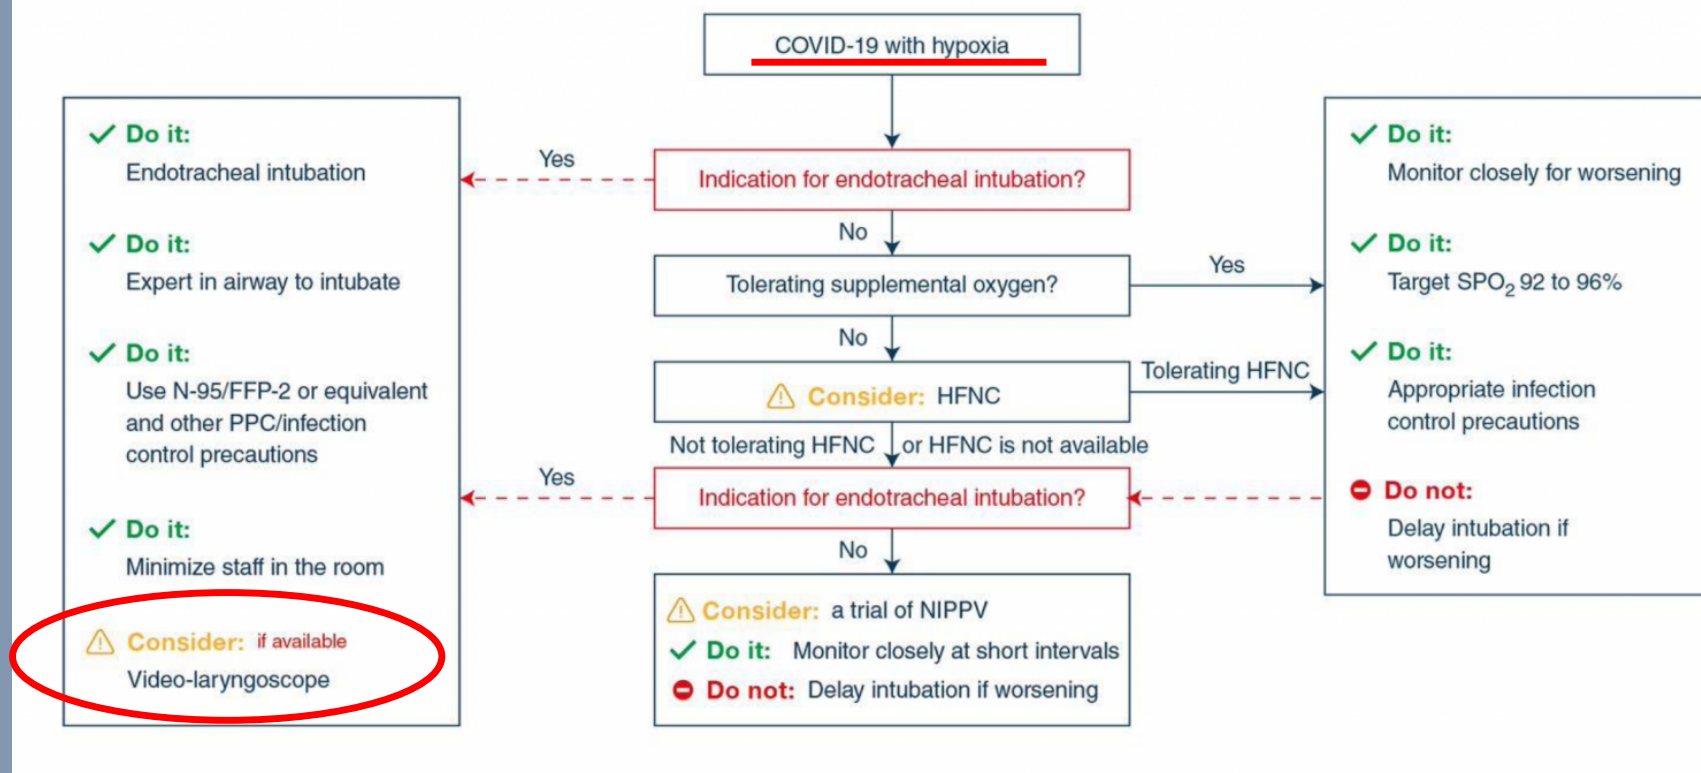 COVID-19 with hypoxia
Indication for endotracheal intubation?
Yes
No
Tolerating supplemental oxygen?
Yes
No
Consider: HFNC
Tolerating HFNC
Not tolerating HFNC or HFNC is not available
Indication for endotracheal intubation?
Yes
No
Consider: a trial of NIPPV
Do it: Monitor closely at short intervals
Do not: Delay intubation if worsening
Do it:
Endotracheal intubation
Do it:
Expert in airway to intubate
Do it:
Use N-95/FFP-2 or equivalent
and other PPC/infection
control precautions
Do it:
Minimize staff in the room
Consider: if available
Video-laryngoscope
Do it:
Monitor closely for worsening
Do it:
Target SPO2 92 to 96%
Do it:
Appropriate infection
control precautions
Do not:
Delay intubation if
worsening